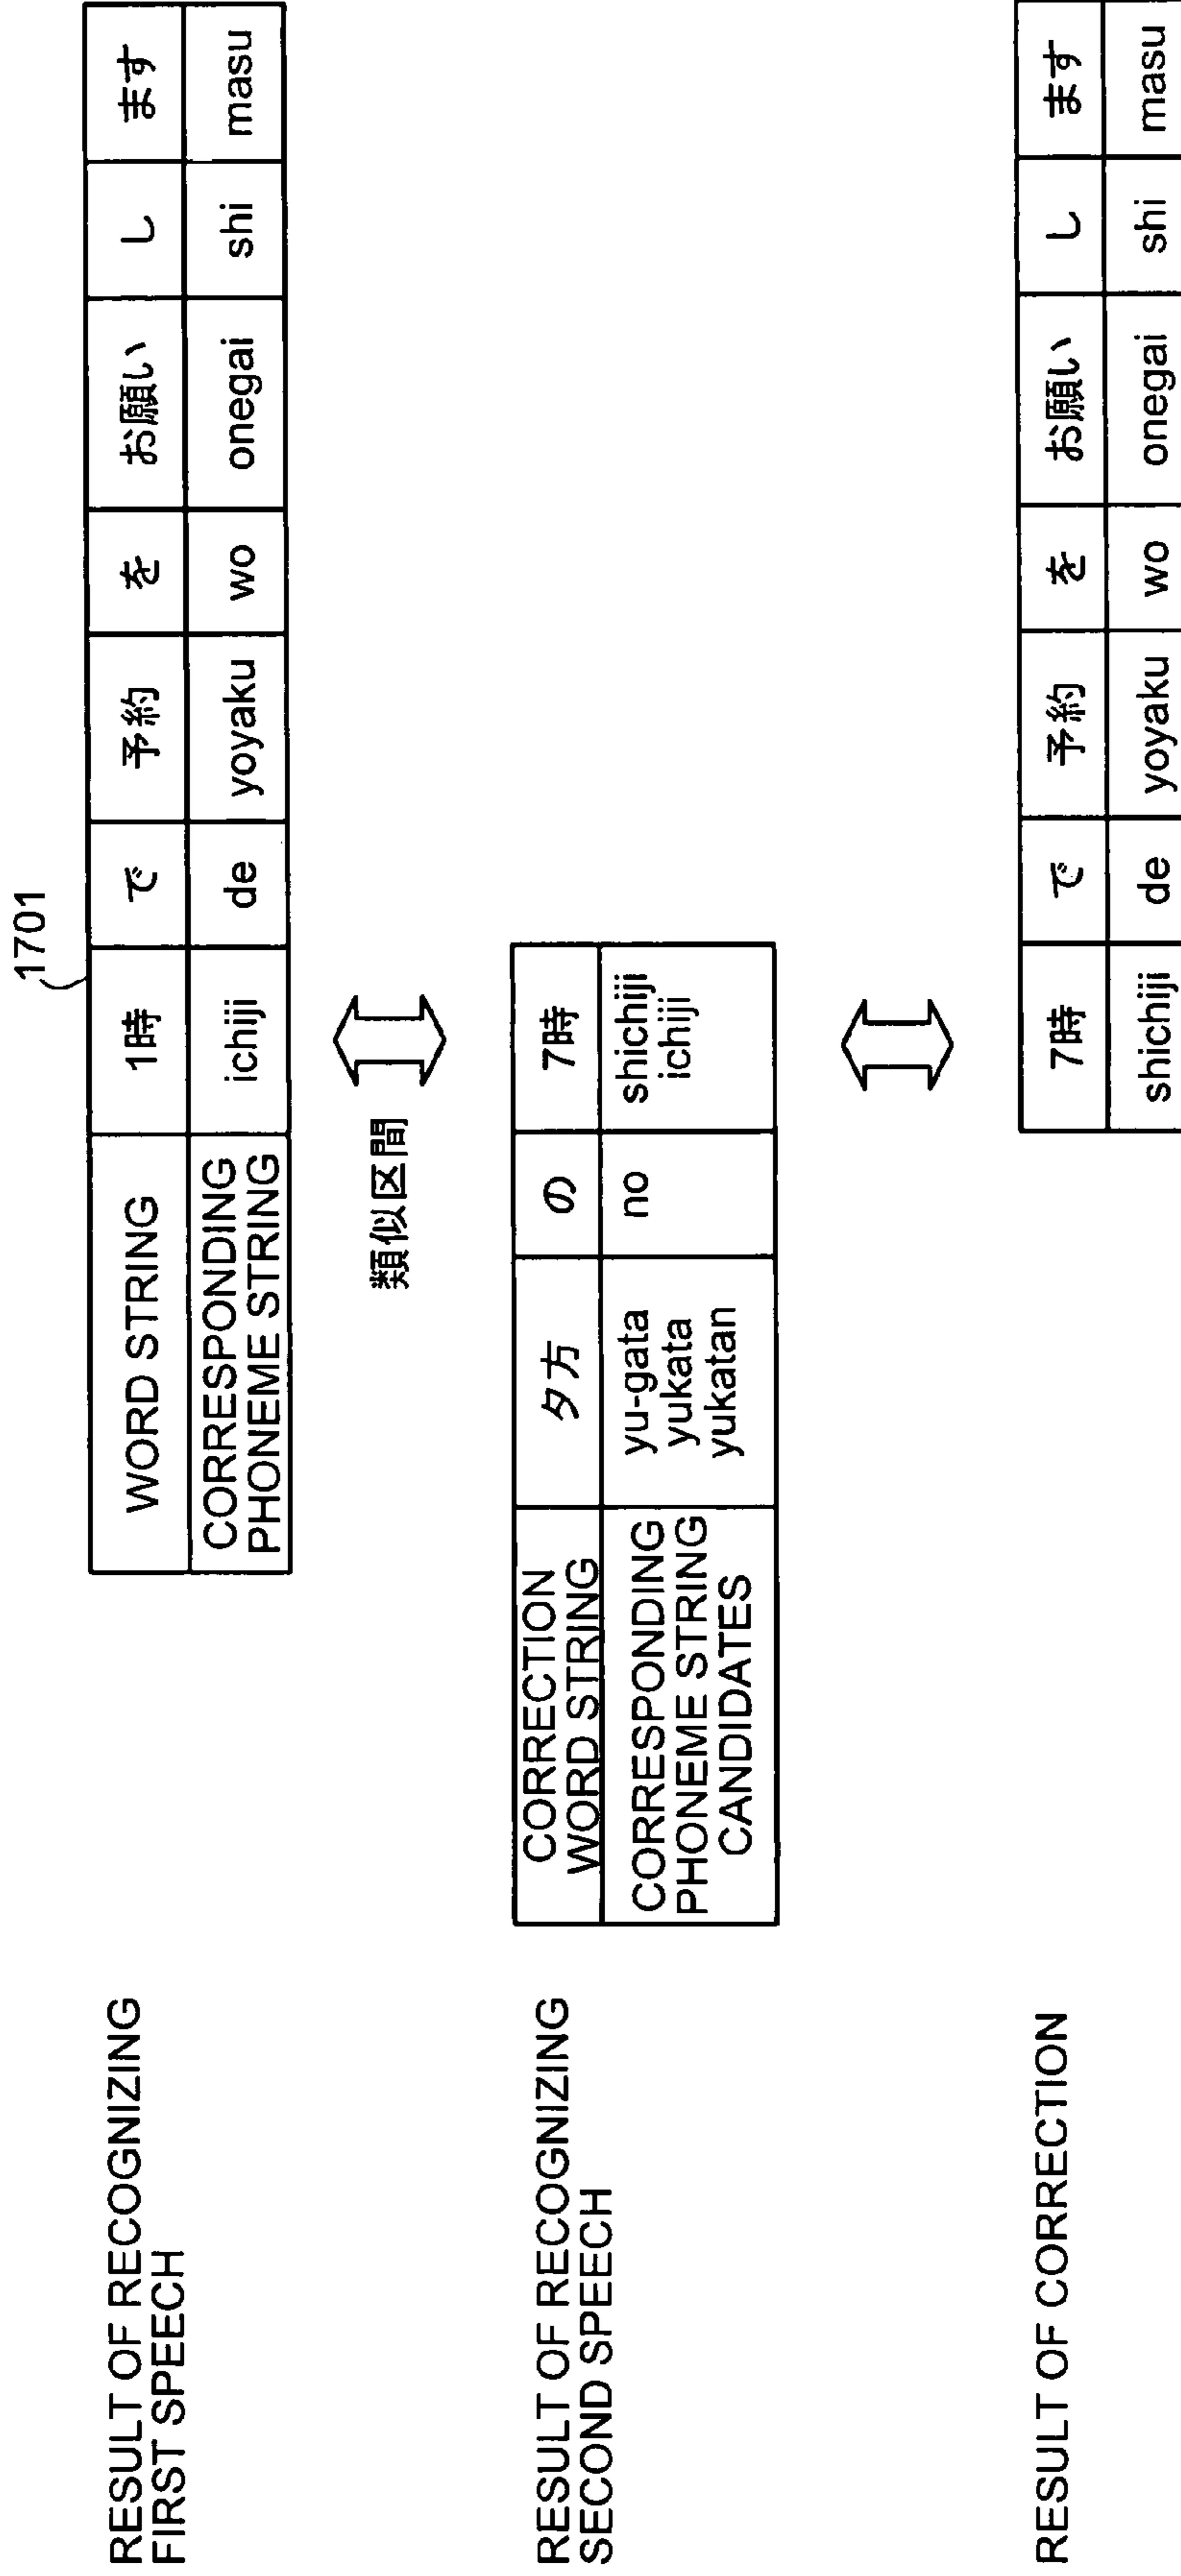 1701
RESULT OF RECOGNIZING
FIRST SPEECH
WORD STRING 1時 で 予約 を お願い し ます
CORRESPONDING
PHONEME STRING ichiji de yoyaku wo onegai shi masu
類似区間
RESULT OF RECOGNIZING
SECOND SPEECH
CORRECTION
WORD STRING 夕方 の 7時
CORRESPONDING
PHONEME STRING
CANDIDATES
yu-gata no shichiji
yukata ichiji
yukatan
RESULT OF CORRECTION
7時 で 予約 を お願い し ます
shichiji de yoyaku wo onegai shi masu